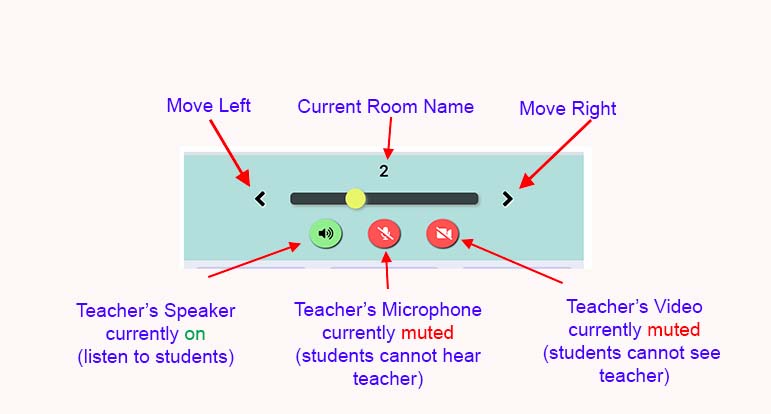 Move Left
Current Room Name
Move Right
2
Teacher's Speaker
currently on
(listen to students)
Teacher's Microphone
currently muted
(students cannot hear
teacher)
Teacher's Video
currently muted
(students cannot see
teacher)